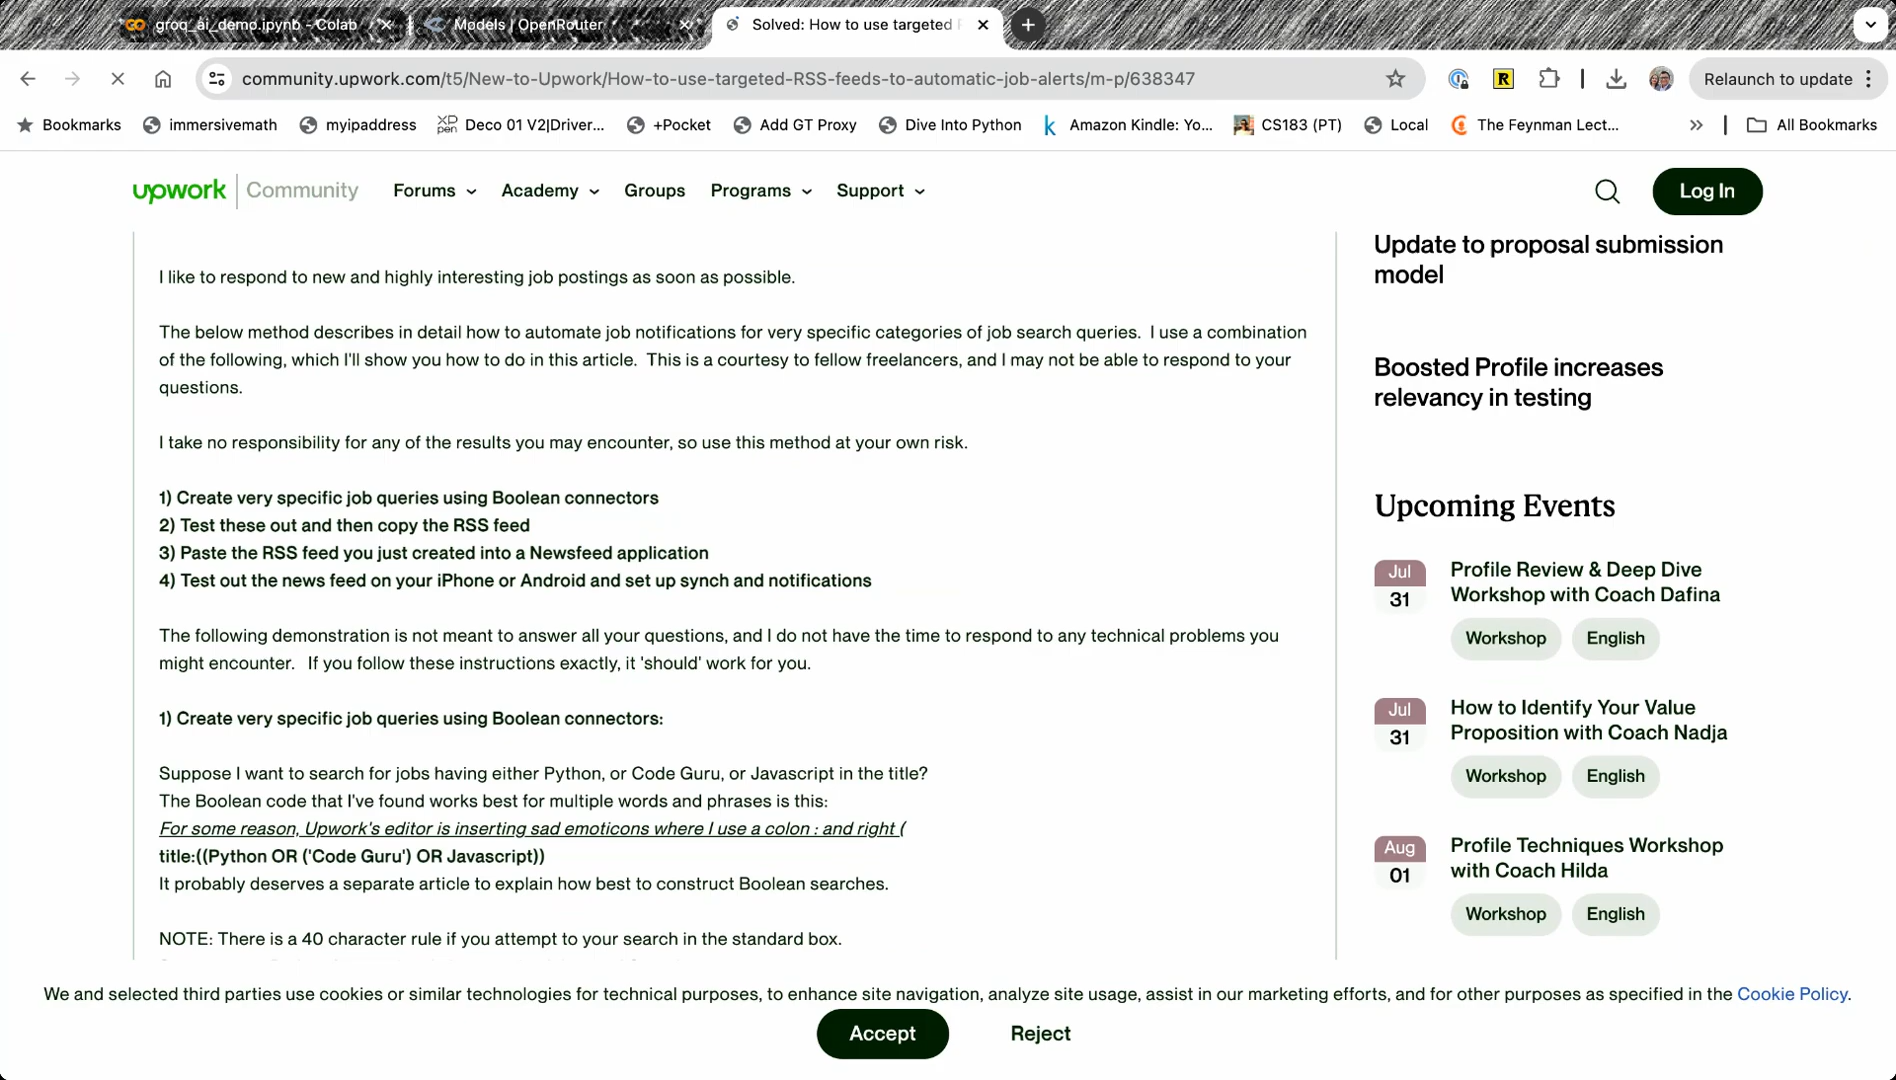 groq_ai_demo.ipynb - Colab
Models | OpenRouter
Solved: How to use targeted
community.upwork.com/t5/New-to-Upwork/How-to-use-targeted-RSS-feeds-to-automatic-job-alerts/m-p/638347
Relaunch to update
Bookmarks
immersivemath
myipaddress
Deco 01 V2|Driver...
+Pocket
Add GT Proxy
Dive Into Python
Amazon Kindle: Yo...
CS183 (PT)
Local
The Feynman Lect...
All Bookmarks
upwork Community
Forums
Academy
Groups
Programs
Support
Log In
I like to respond to new and highly interesting job postings as soon as possible.
The below method describes in detail how to automate job notifications for very specific categories of job search queries. I use a combination
of the following, which I'll show you how to do in this article. This is a courtesy to fellow freelancers, and I may not be able to respond to your
questions.
I take no responsibility for any of the results you may encounter, so use this method at your own risk.
1) Create very specific job queries using Boolean connectors
2) Test these out and then copy the RSS feed
3) Paste the RSS feed you just created into a Newsfeed application
4) Test out the news feed on your iPhone or Android and set up synch and notifications
The following demonstration is not meant to answer all your questions, and I do not have the time to respond to any technical problems you
might encounter. If you follow these instructions exactly, it 'should' work for you.
1) Create very specific job queries using Boolean connectors:
Suppose I want to search for jobs having either Python, or Code Guru, or Javascript in the title?
The Boolean code that I've found works best for multiple words and phrases is this:
For some reason, Upwork's editor is inserting sad emoticons where I use a colon : and right (
title:((Python OR ('Code Guru') OR Javascript))
It probably deserves a separate article to explain how best to construct Boolean searches.
NOTE: There is a 40 character rule if you attempt to your search in the standard box.
Update to proposal submission
model
Boosted Profile increases
relevancy in testing
Upcoming Events
Jul
31
Profile Review & Deep Dive
Workshop with Coach Dafina
Workshop
English
Jul
31
How to Identify Your Value
Proposition with Coach Nadja
Workshop
English
Aug
01
Profile Techniques Workshop
with Coach Hilda
Workshop
English
We and selected third parties use cookies or similar technologies for technical purposes, to enhance site navigation, analyze site usage, assist in our marketing efforts, and for other purposes as specified in the Cookie Policy.
Accept
Reject